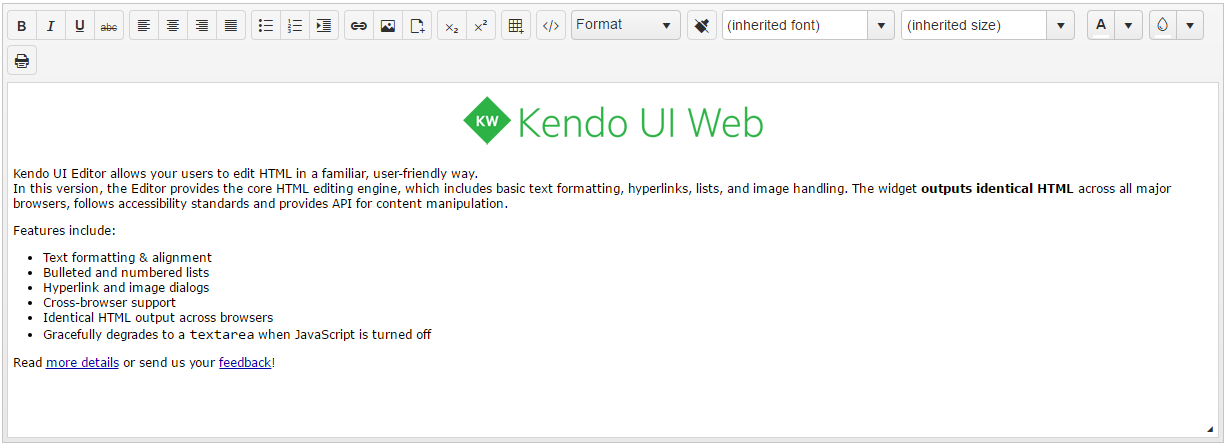 B I U abc Format (inherited font) (inherited size) A
KW Kendo UI Web
Kendo UI Editor allows your users to edit HTML in a familiar, user-friendly way.
In this version, the Editor provides the core HTML editing engine, which includes basic text formatting, hyperlinks, lists, and image handling. The widget outputs identical HTML across all major
browsers, follows accessibility standards and provides API for content manipulation.
Features include:
• Text formatting & alignment
• Bulleted and numbered lists
• Hyperlink and image dialogs
• Cross-browser support
• Identical HTML output across browsers
• Gracefully degrades to a textarea when JavaScript is turned off
Read more details or send us your feedback!